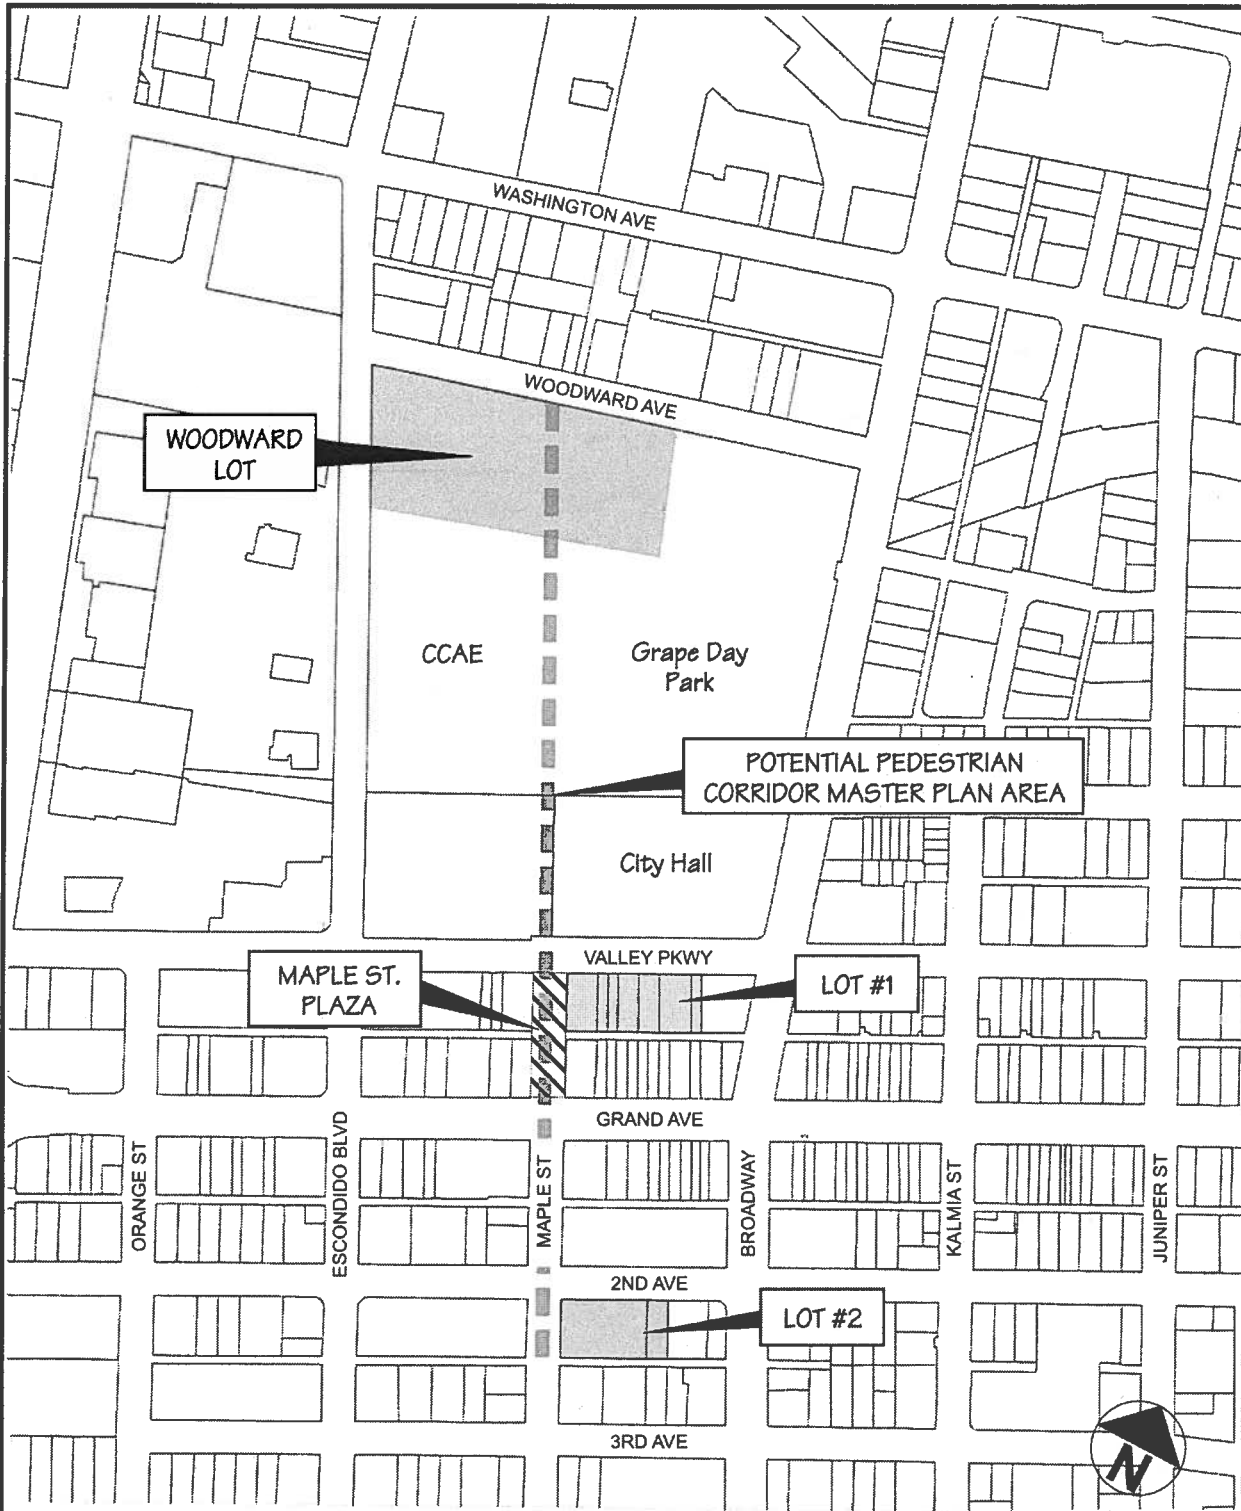 WASHINGTON AVE
WOODWARD AVE
WOODWARD
LOT
CCAE
Grape Day
Park
POTENTIAL PEDESTRIAN
CORRIDOR MASTER PLAN AREA
City Hall
VALLEY PKWY
MAPLE ST.
PLAZA
LOT #1
GRAND AVE
ORANGE ST
ESCONDIDO BLVD
MAPLE ST
BROADWAY
KALMIA ST
JUNIPER ST
2ND AVE
LOT #2
3RD AVE
N